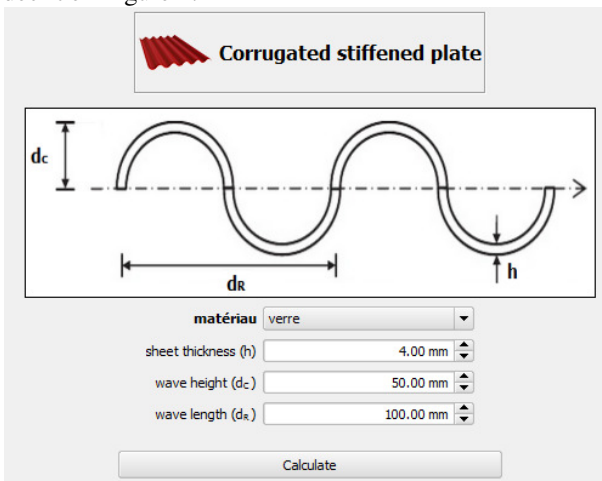 Corrugated stiffened plate
dc
dR
h
matériau verre
sheet thickness (h) 4.00 mm
wave height (dc) 50.00 mm
wave length (dR) 100.00 mm
Calculate